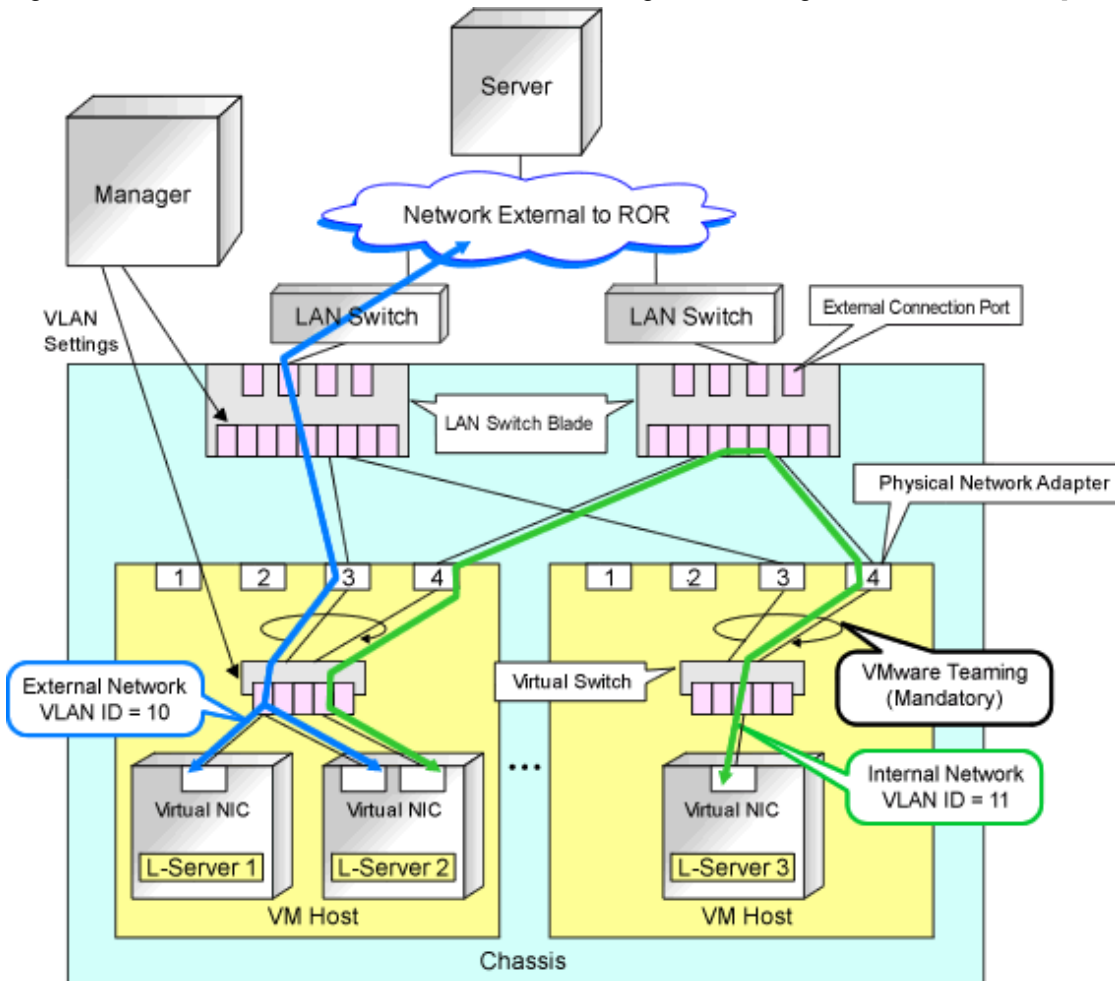 Server
Manager
Network External to ROR
LAN Switch
LAN Switch
External Connection Port
VLAN
Settings
LAN Switch Blade
Physical Network Adapter
1
2
3
4
1
2
3
4
External Network
VLAN ID = 10
Virtual Switch
VMware Teaming
(Mandatory)
Internal Network
VLAN ID = 11
...
Virtual NIC
Virtual NIC
Virtual NIC
L-Server 1
L-Server 2
L-Server 3
VM Host
VM Host
Chassis